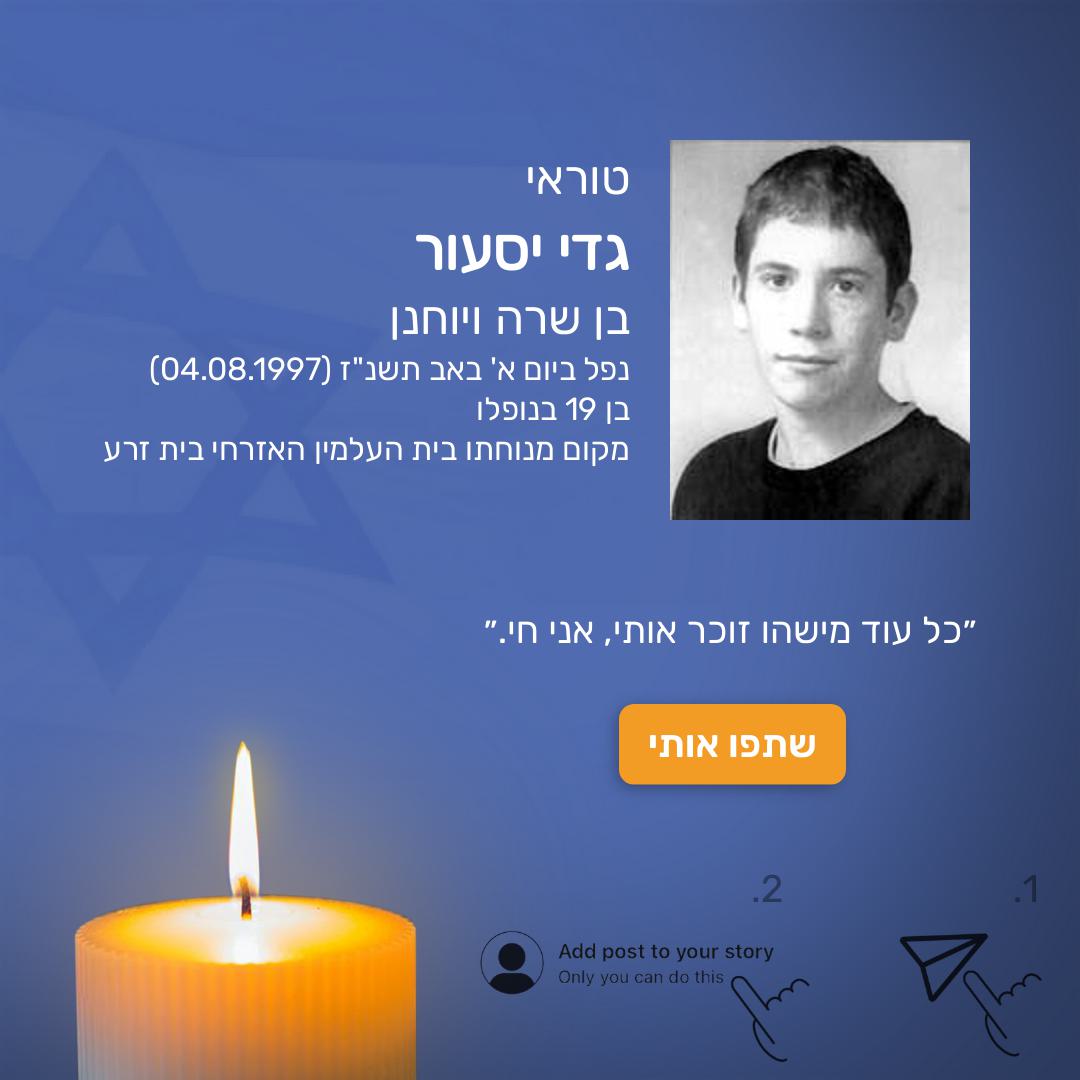 טוראי
גדי יסעור
בן שרה ויוחנן
נפל ביום א' באב תשנ"ז (04.08.1997)
בן 19 בנופלו
מקום מנוחתו בית העלמין האזרחי בית זרע
״כל עוד מישהו זוכר אותי, אני חי.״
שתפו אותי
.1
.2
Add post to your story
Only you can do this